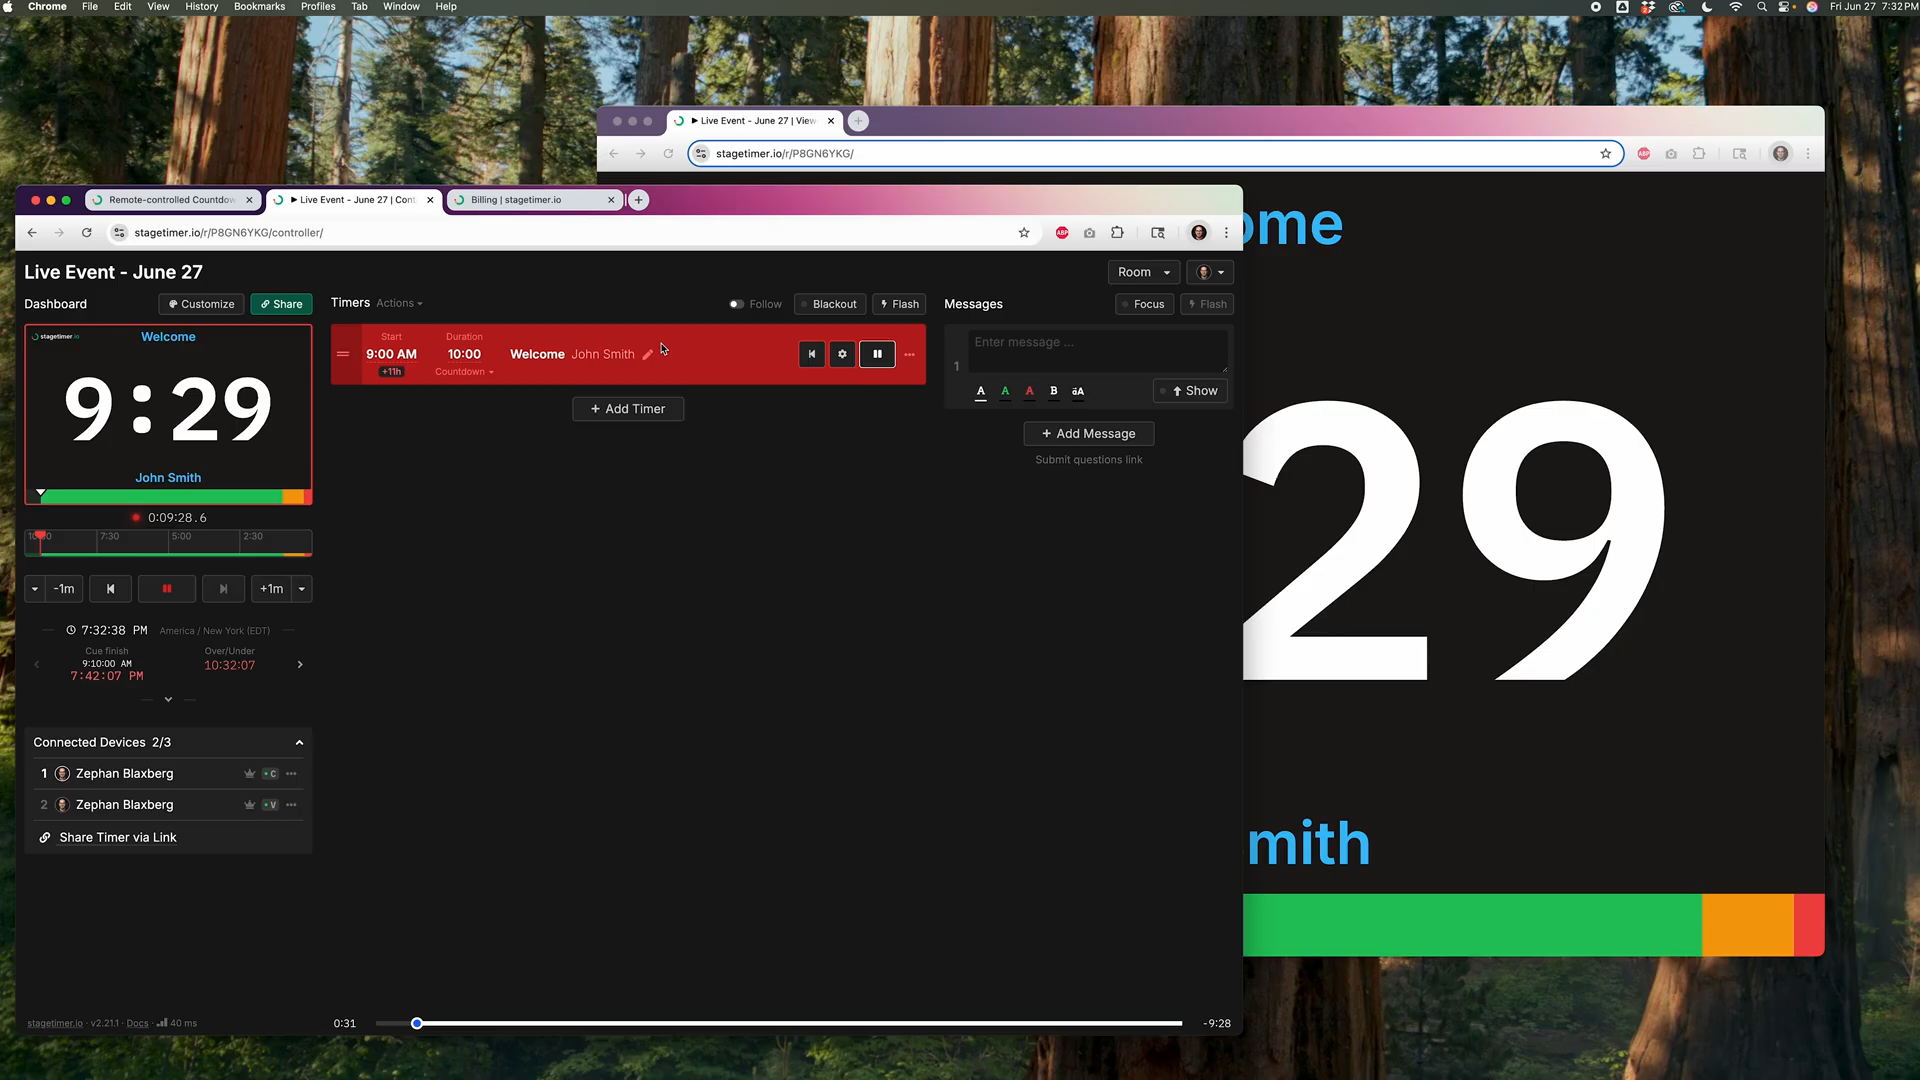 Chrome File Edit View History Bookmarks Profiles Tab Window Help
Fri Jun 27 7:32PM
Live Event - June 27 | View
stagetimer.io/r/P8GN6YKG/
Remote-controlled Countdow
Live Event - June 27 | Cont
Billing | stagetimer.io
stagetimer.io/r/P8GN6YKG/controller/
ABP
ABP
Live Event - June 27
Room
Dashboard
Customize
Share
Timers Actions
Follow
Blackout
Flash
Messages
Focus
Flash
stagetimer.io
Welcome
9:29
John Smith
0:09:28.6
10:00 7:30 5:00 2:30
-1m
+1m
7:32:38 PM America / New York (EDT)
Cue finish
9:10:00 AM
7:42:07 PM
Over/Under
10:32:07
Connected Devices 2/3
1 Zephan Blaxberg C
2 Zephan Blaxberg V
Share Timer via Link
stagetimer.io · v2.21.1 · Docs · 40 ms
Start
9:00 AM
+11h
Duration
10:00
Countdown
Welcome John Smith
+ Add Timer
0:31
-9:28
Enter message ...
1
A A A B aA
Show
+ Add Message
Submit questions link
ome
29
mith